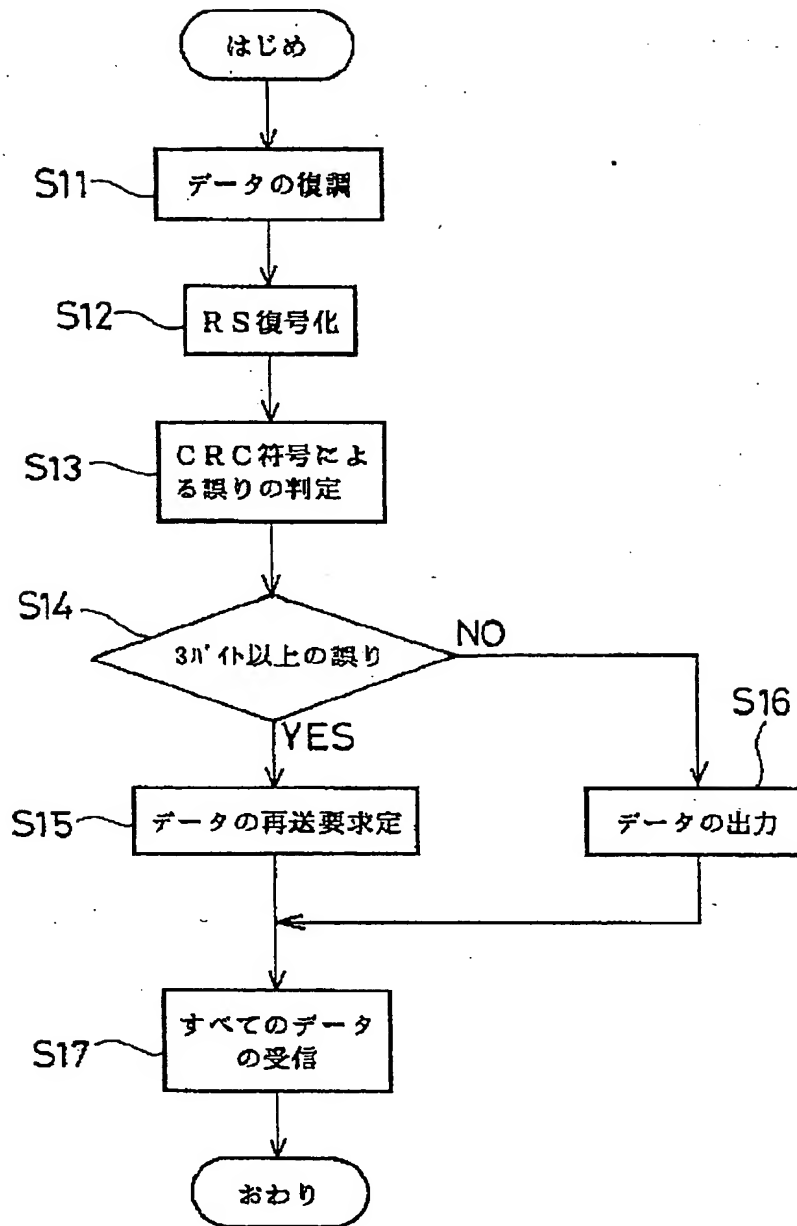 はじめ
S11
データの復調
S12
RS復号化
S13
CRC符号によ
る誤りの判定
S14
3バイト以上の誤り
NO
YES
S16
S15
データの再送要求定
データの出力
すべてのデータ
の受信
S17
おわり